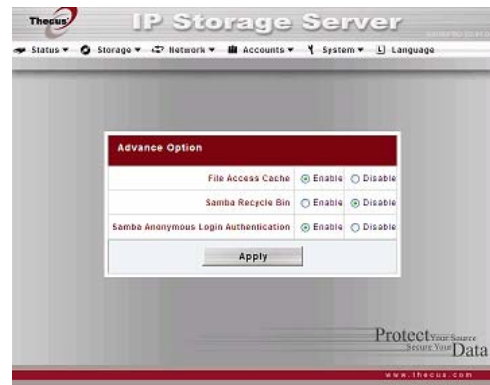 Thecus
IP Storage Server
Status Storage Network Accounts System Language
Advance Option
File Access Cache Enable Disable
Samba Recycle Bin Enable Disable
Samba Anonymous Login Authentication Enable Disable
Apply
Protect Your Source
Secure Your Data
www.thecus.com